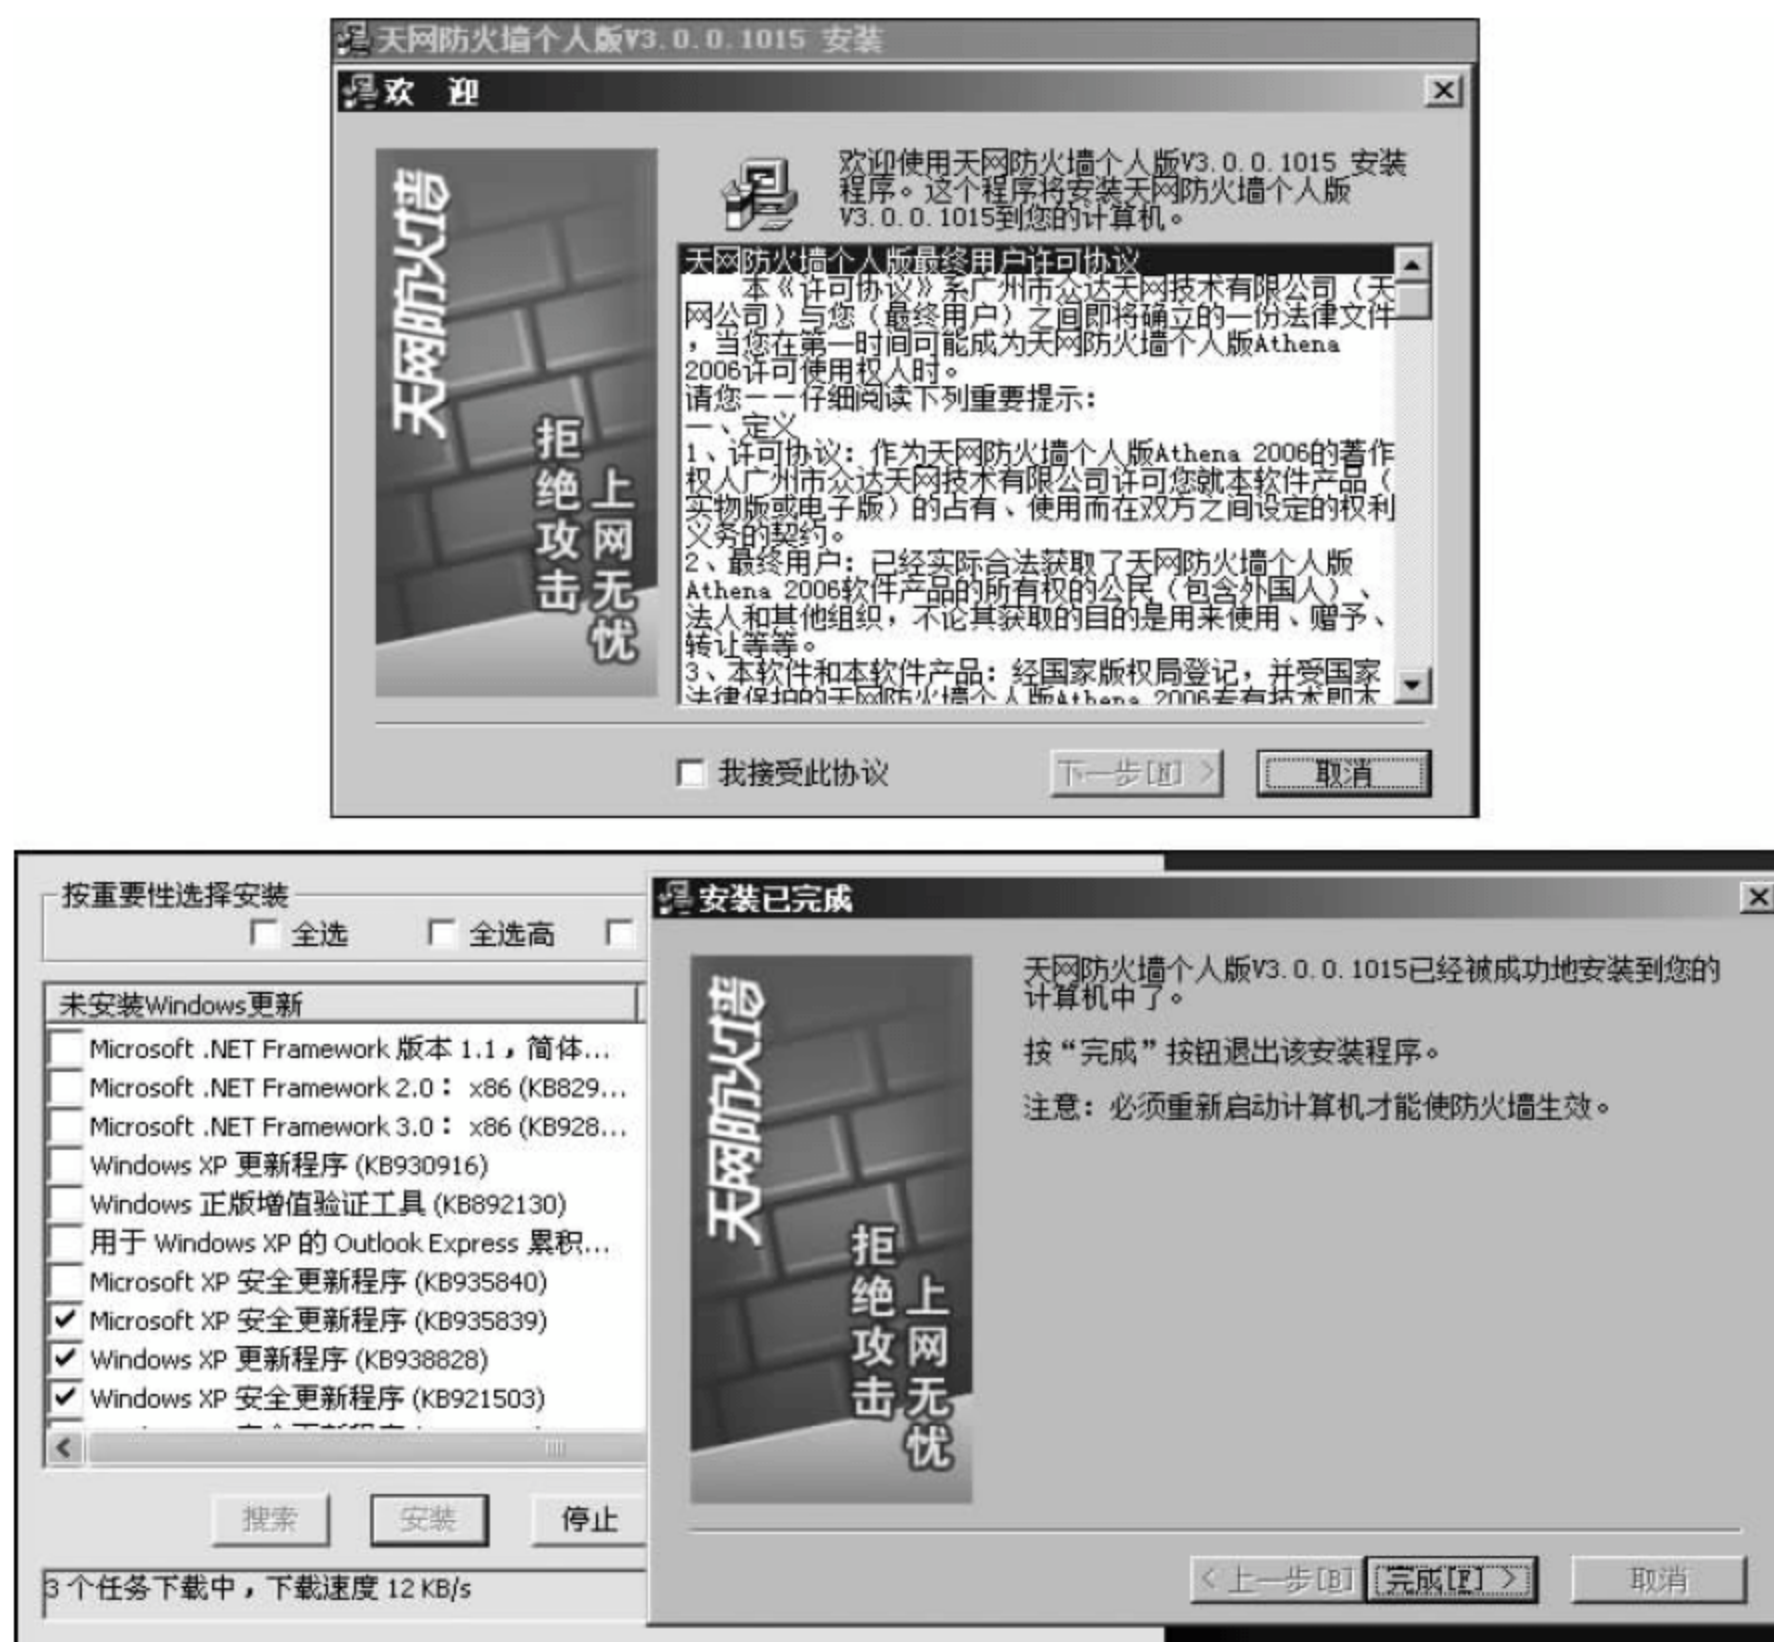 天网防火墙个人版V3.0.0.1015 安装
欢 迎
天网防火墙
拒绝攻击
上网无忧
欢迎使用天网防火墙个人版V3.0.0.1015 安装
程序。这个程序将安装天网防火墙个人版
V3.0.0.1015到您的计算机。
天网防火墙个人版最终用户许可协议
本《许可协议》系广州市众达天网技术有限公司（天
网公司）与您（最终用户）之间即将确立的一份法律文件
，当您在第一时间可能成为天网防火墙个人版Athena
2006许可使用权人时。
请您——仔细阅读下列重要提示：
一、定义
1、许可协议：作为天网防火墙个人版Athena 2006的著作
权人广州市众达天网技术有限公司许可您就本软件产品（
实物版或电子版）的占有、使用而在双方之间设定的权利
义务的契约。
2、最终用户：已经实际合法获取了天网防火墙个人版
Athena 2006软件产品的所有权的公民（包含外国人）、
法人和其他组织，不论其获取的目的是用来使用、赠予、
转让等等。
3、本软件和本软件产品：经国家版权局登记，并受国家
法律保护的天网防火墙个人版Athena 2006专有技术即本
我接受此协议
下一步[N] >
取消
按重要性选择安装
全选
全选高
未安装Windows更新
Microsoft .NET Framework 版本 1.1，简体...
Microsoft .NET Framework 2.0： x86 (KB829...
Microsoft .NET Framework 3.0： x86 (KB928...
Windows XP 更新程序 (KB930916)
Windows 正版增值验证工具 (KB892130)
用于 Windows XP 的 Outlook Express 累积...
Microsoft XP 安全更新程序 (KB935840)
Microsoft XP 安全更新程序 (KB935839)
Windows XP 更新程序 (KB938828)
Windows XP 安全更新程序 (KB921503)
搜索
安装
停止
3 个任务下载中，下载速度 12 KB/s
安装已完成
天网防火墙
拒绝攻击
上网无忧
天网防火墙个人版V3.0.0.1015已经被成功地安装到您的
计算机中了。
按“完成”按钮退出该安装程序。
注意：必须重新启动计算机才能使防火墙生效。
< 上一步[B]
完成[F] >
取消